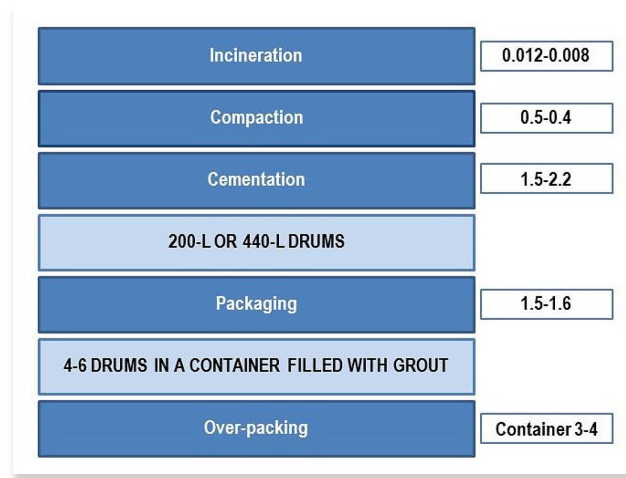 Incineration 0.012-0.008
Compaction 0.5-0.4
Cementation 1.5-2.2
200-L OR 440-L DRUMS
Packaging 1.5-1.6
4-6 DRUMS IN A CONTAINER FILLED WITH GROUT
Over-packing Container 3-4